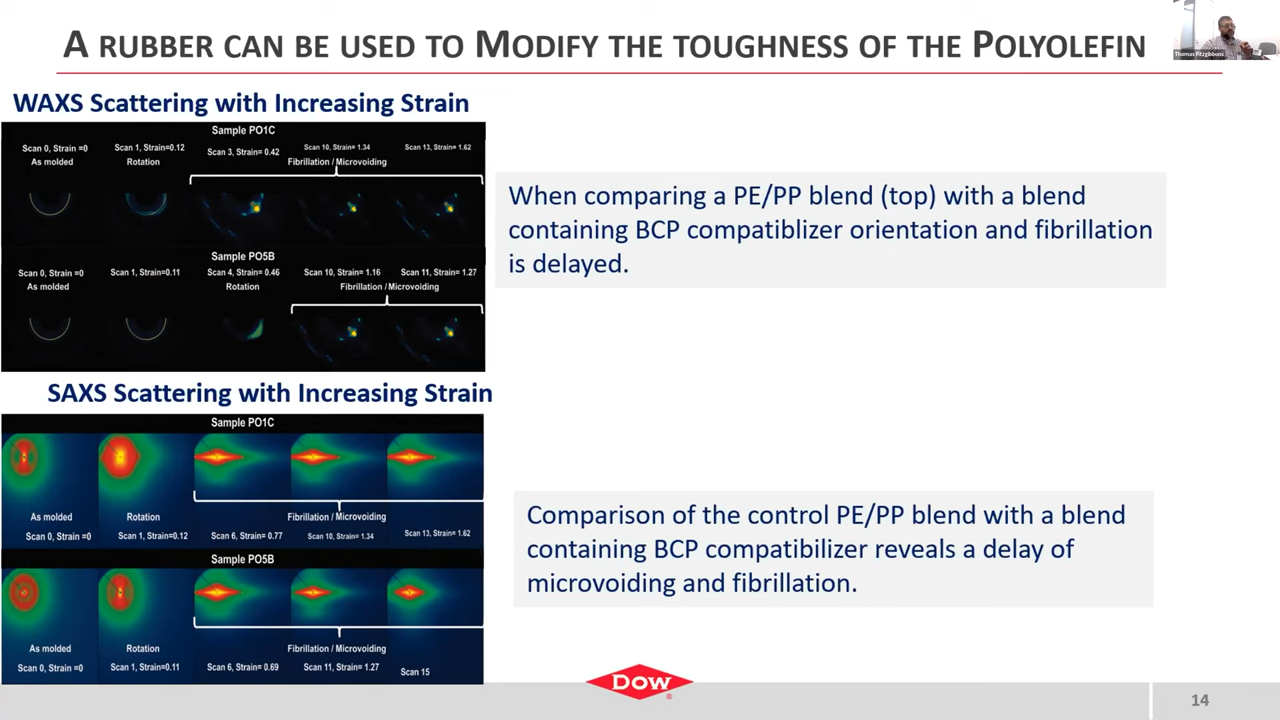 A RUBBER CAN BE USED TO MODIFY THE TOUGHNESS OF THE POLYOLEFIN
Thomas Fitzgibbons
WAXS Scattering with Increasing Strain
Sample PO1C
Scan 0, Strain =0
Scan 1, Strain=0.12
Scan 3, Strain= 0.42
Scan 10, Strain= 1.34
Scan 13, Strain= 1.62
As molded
Rotation
Fibrillation / Microvoiding
Sample PO5B
Scan 0, Strain =0
Scan 1, Strain=0.11
Scan 4, Strain= 0.46
Scan 10, Strain= 1.16
Scan 11, Strain= 1.27
As molded
Rotation
Fibrillation / Microvoiding
When comparing a PE/PP blend (top) with a blend
containing BCP compatiblizer orientation and fibrillation
is delayed.
SAXS Scattering with Increasing Strain
Sample PO1C
As molded
Rotation
Fibrillation / Microvoiding
Scan 0, Strain =0
Scan 1, Strain=0.12
Scan 6, Strain= 0.77
Scan 10, Strain= 1.34
Scan 13, Strain= 1.62
Sample PO5B
As molded
Rotation
Fibrillation / Microvoiding
Scan 0, Strain =0
Scan 1, Strain=0.11
Scan 6, Strain= 0.69
Scan 11, Strain= 1.27
Scan 15
Comparison of the control PE/PP blend with a blend
containing BCP compatibilizer reveals a delay of
microvoiding and fibrillation.
DOW
®
14